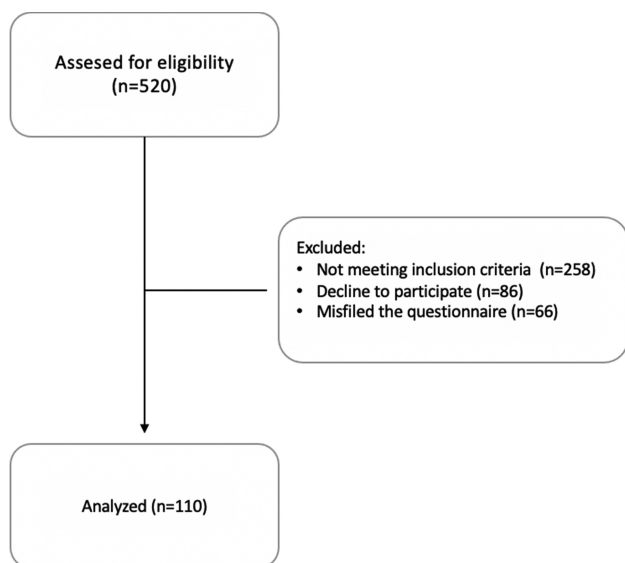 Assesed for eligibility
(n=520)
Excluded:
• Not meeting inclusion criteria (n=258)
• Decline to participate (n=86)
• Misfiled the questionnaire (n=66)
Analyzed (n=110)